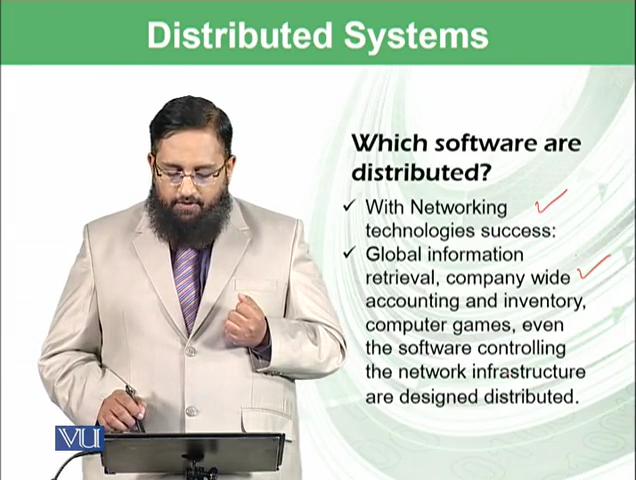 Distributed Systems
Which software are
distributed?
✓ With Networking
technologies success:
✓ Global information
retrieval, company wide
accounting and inventory,
computer games, even
the software controlling
the network infrastructure
are designed distributed.
VU